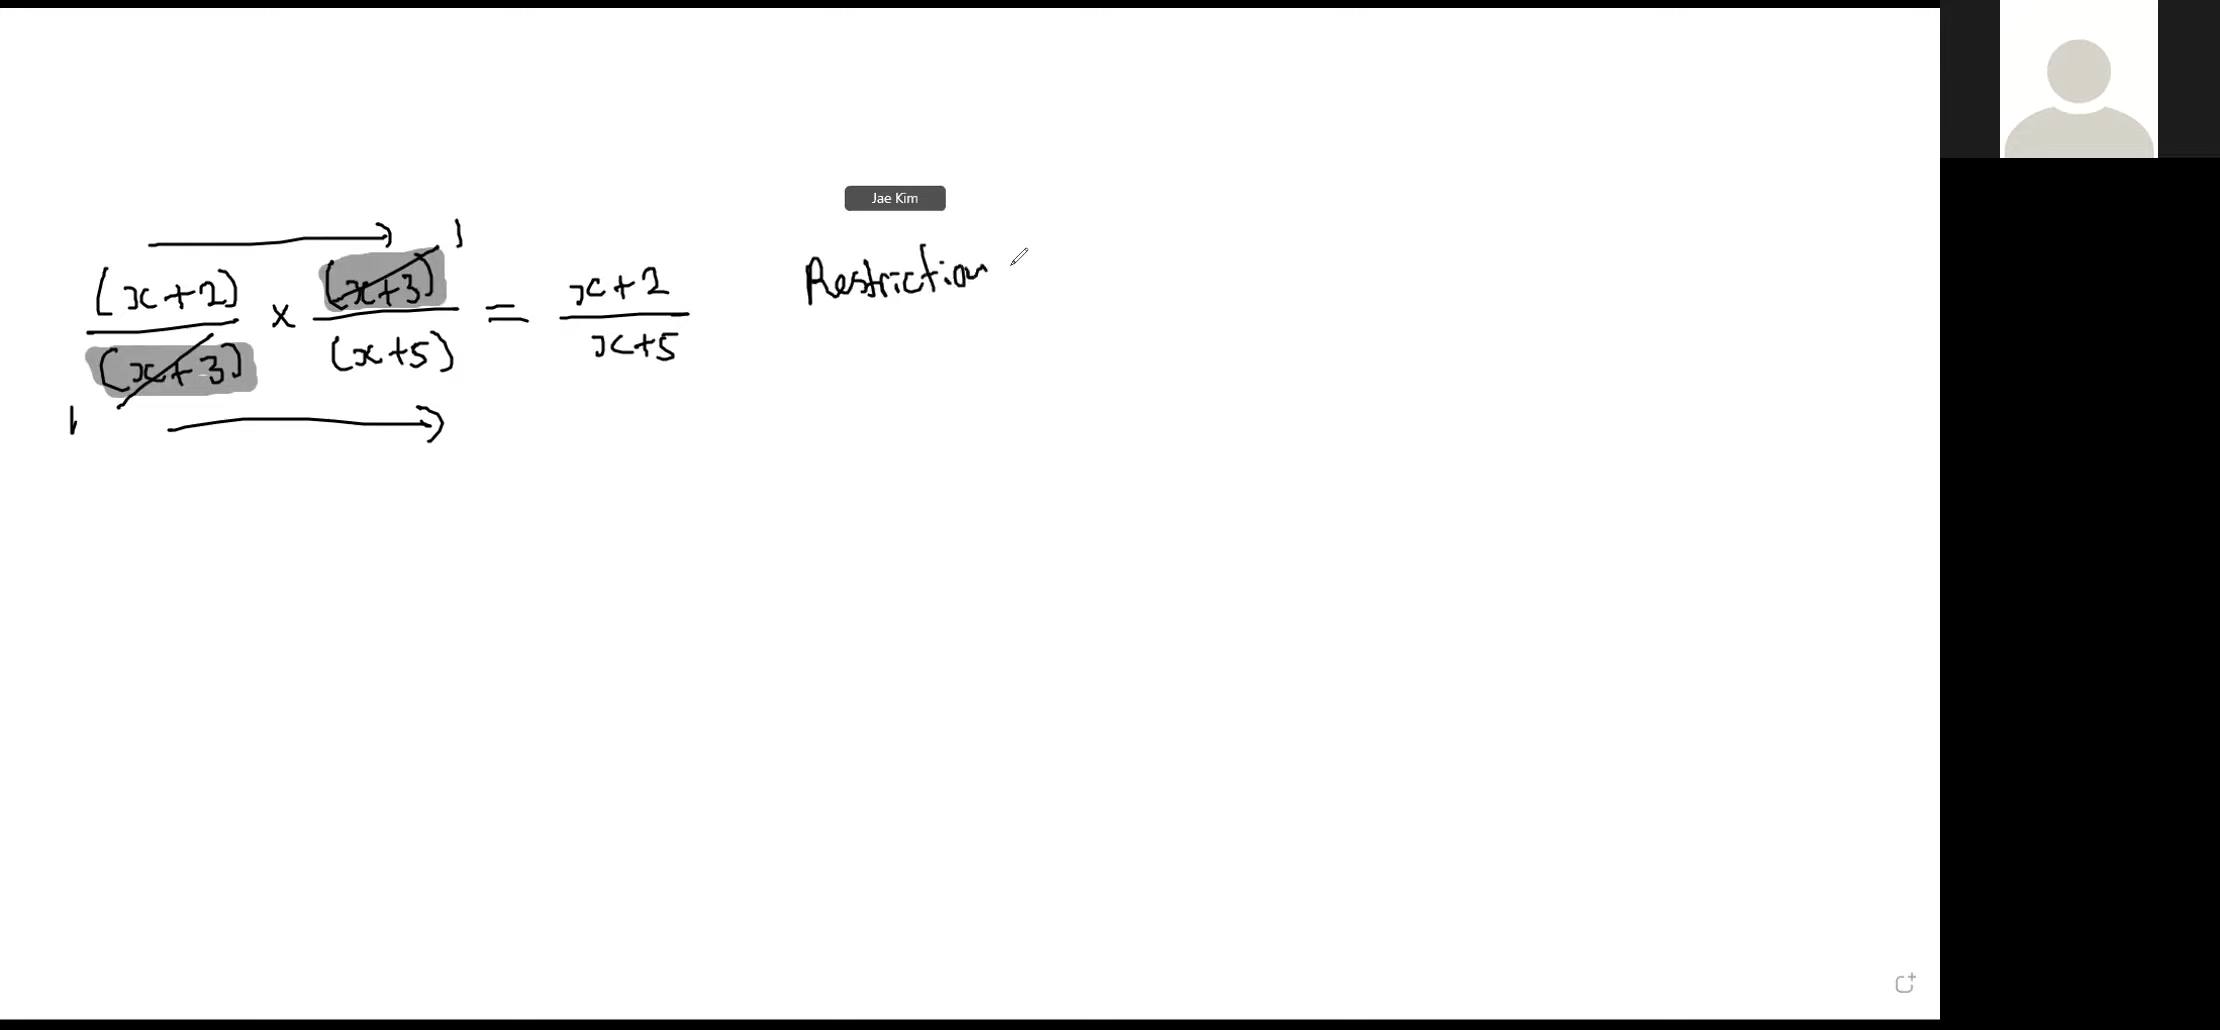 Jae Kim
1
(x+2) × (x+3) = x+2 Restriction
(x+3) (x+5) x+5
1